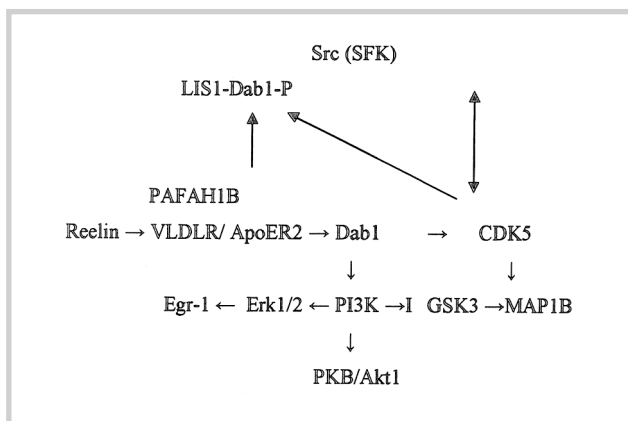 Src (SFK)
LIS1-Dab1-P
PAFAH1B
Reelin → VLDLR/ ApoER2 → Dab1 → CDK5
↓ ↓
Egr-1 ← Erk1/2 ← PI3K →I GSK3 →MAP1B
↓
PKB/Akt1